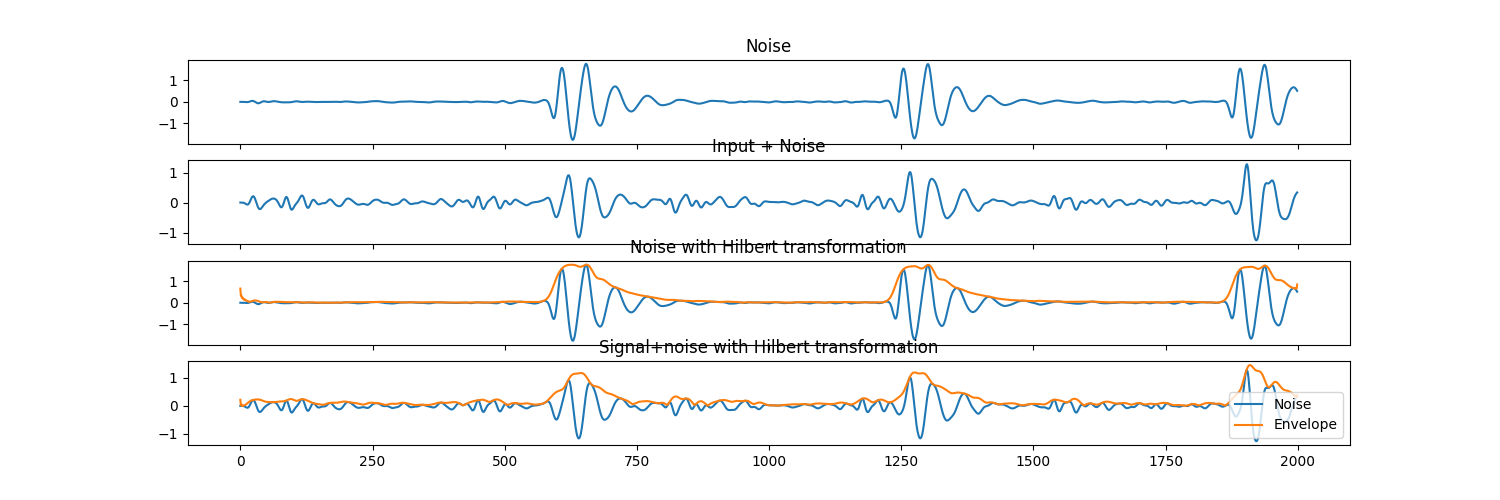 Noise
1
0
−1
Input + Noise
1
0
−1
Noise with Hilbert transformation
1
0
−1
Signal+noise with Hilbert transformation
1
0
−1
Noise
Envelope
0 250 500 750 1000 1250 1500 1750 2000